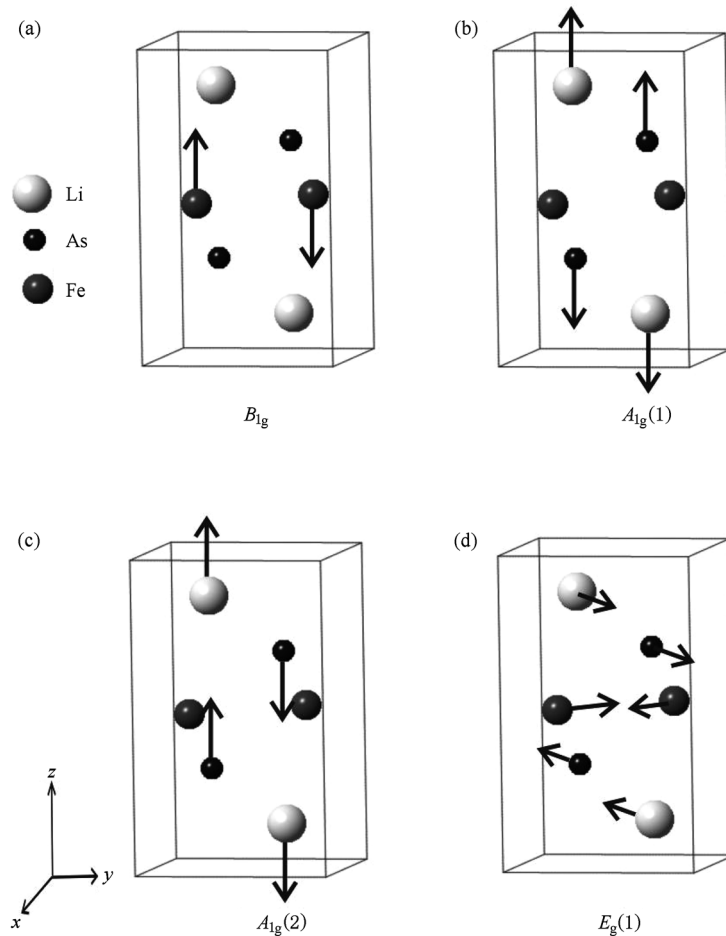 (a)
(b)
Li
As
Fe
B1g
A1g(1)
(c)
(d)
z
y
x
A1g(2)
Eg(1)